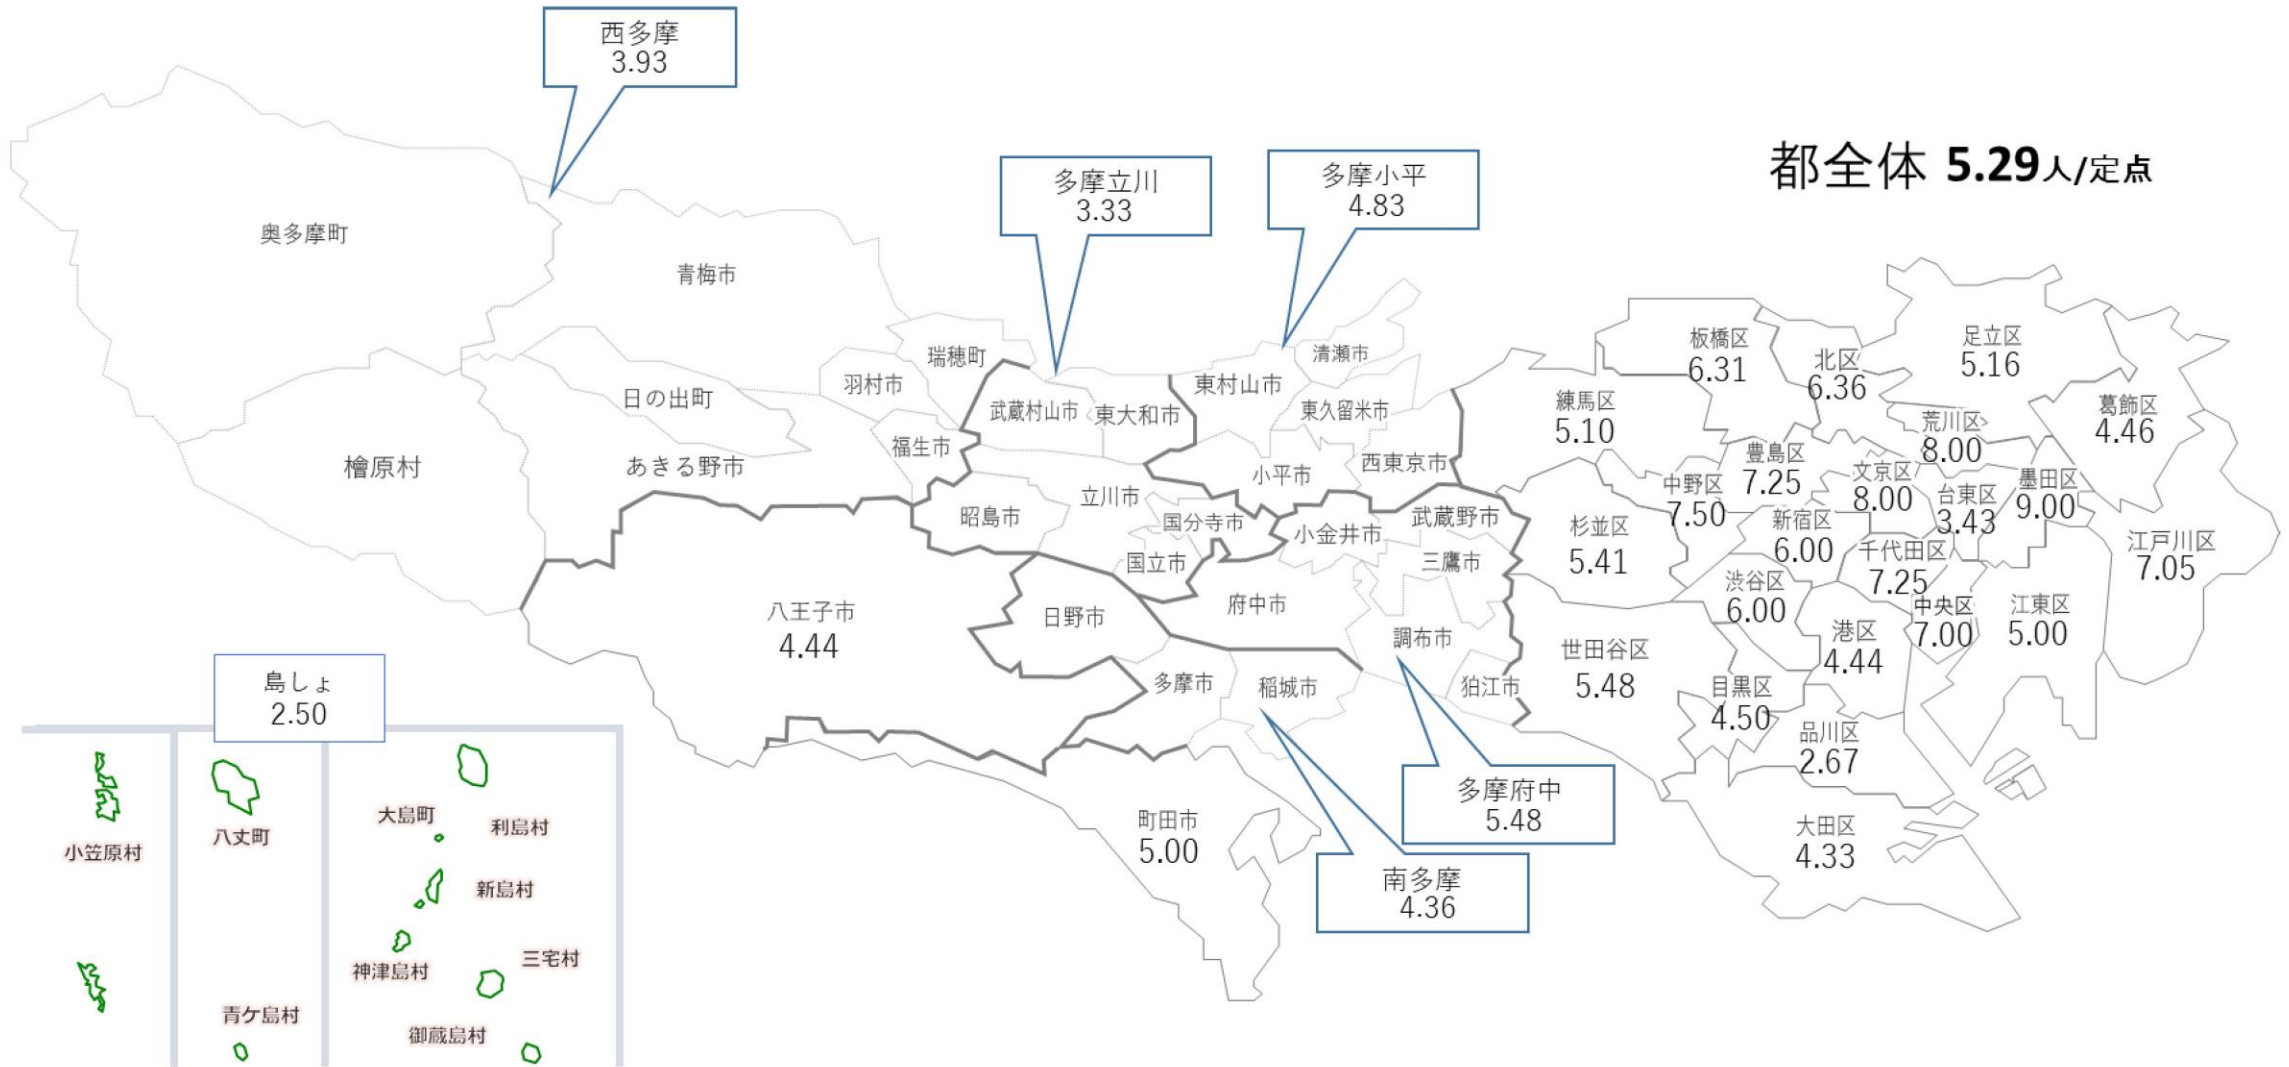 西多摩
3.93
多摩立川
3.33
多摩小平
4.83
都全体 5.29人/定点
奥多摩町
青梅市
瑞穂町
羽村市
日の出町
福生市
あきる野市
檜原村
武蔵村山市
東大和市
東村山市
清瀬市
東久留米市
小平市
西東京市
立川市
昭島市
国分寺市
国立市
小金井市
武蔵野市
三鷹市
府中市
調布市
狛江市
八王子市
4.44
日野市
多摩市
稲城市
町田市
5.00
多摩府中
5.48
南多摩
4.36
板橋区
6.31
北区
6.36
足立区
5.16
葛飾区
4.46
練馬区
5.10
荒川区
8.00
豊島区
7.25
文京区
8.00
台東区
3.43
墨田区
9.00
中野区
7.50
新宿区
6.00
杉並区
5.41
千代田区
7.25
江戸川区
7.05
渋谷区
6.00
中央区
7.00
江東区
5.00
港区
4.44
世田谷区
5.48
目黒区
4.50
品川区
2.67
大田区
4.33
島しょ
2.50
小笠原村
八丈町
青ケ島村
大島町
利島村
新島村
神津島村
三宅村
御蔵島村